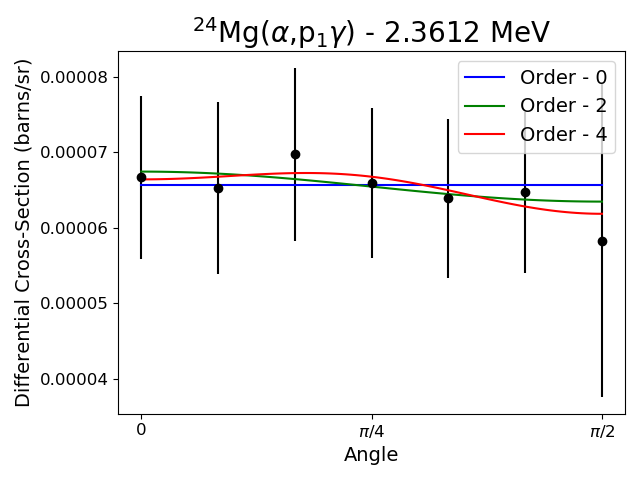 ²⁴Mg(α,p₁γ) - 2.3612 MeV
Differential Cross-Section (barns/sr)
0.00008
0.00007
0.00006
0.00005
0.00004
Order - 0
Order - 2
Order - 4
0
π/4
π/2
Angle